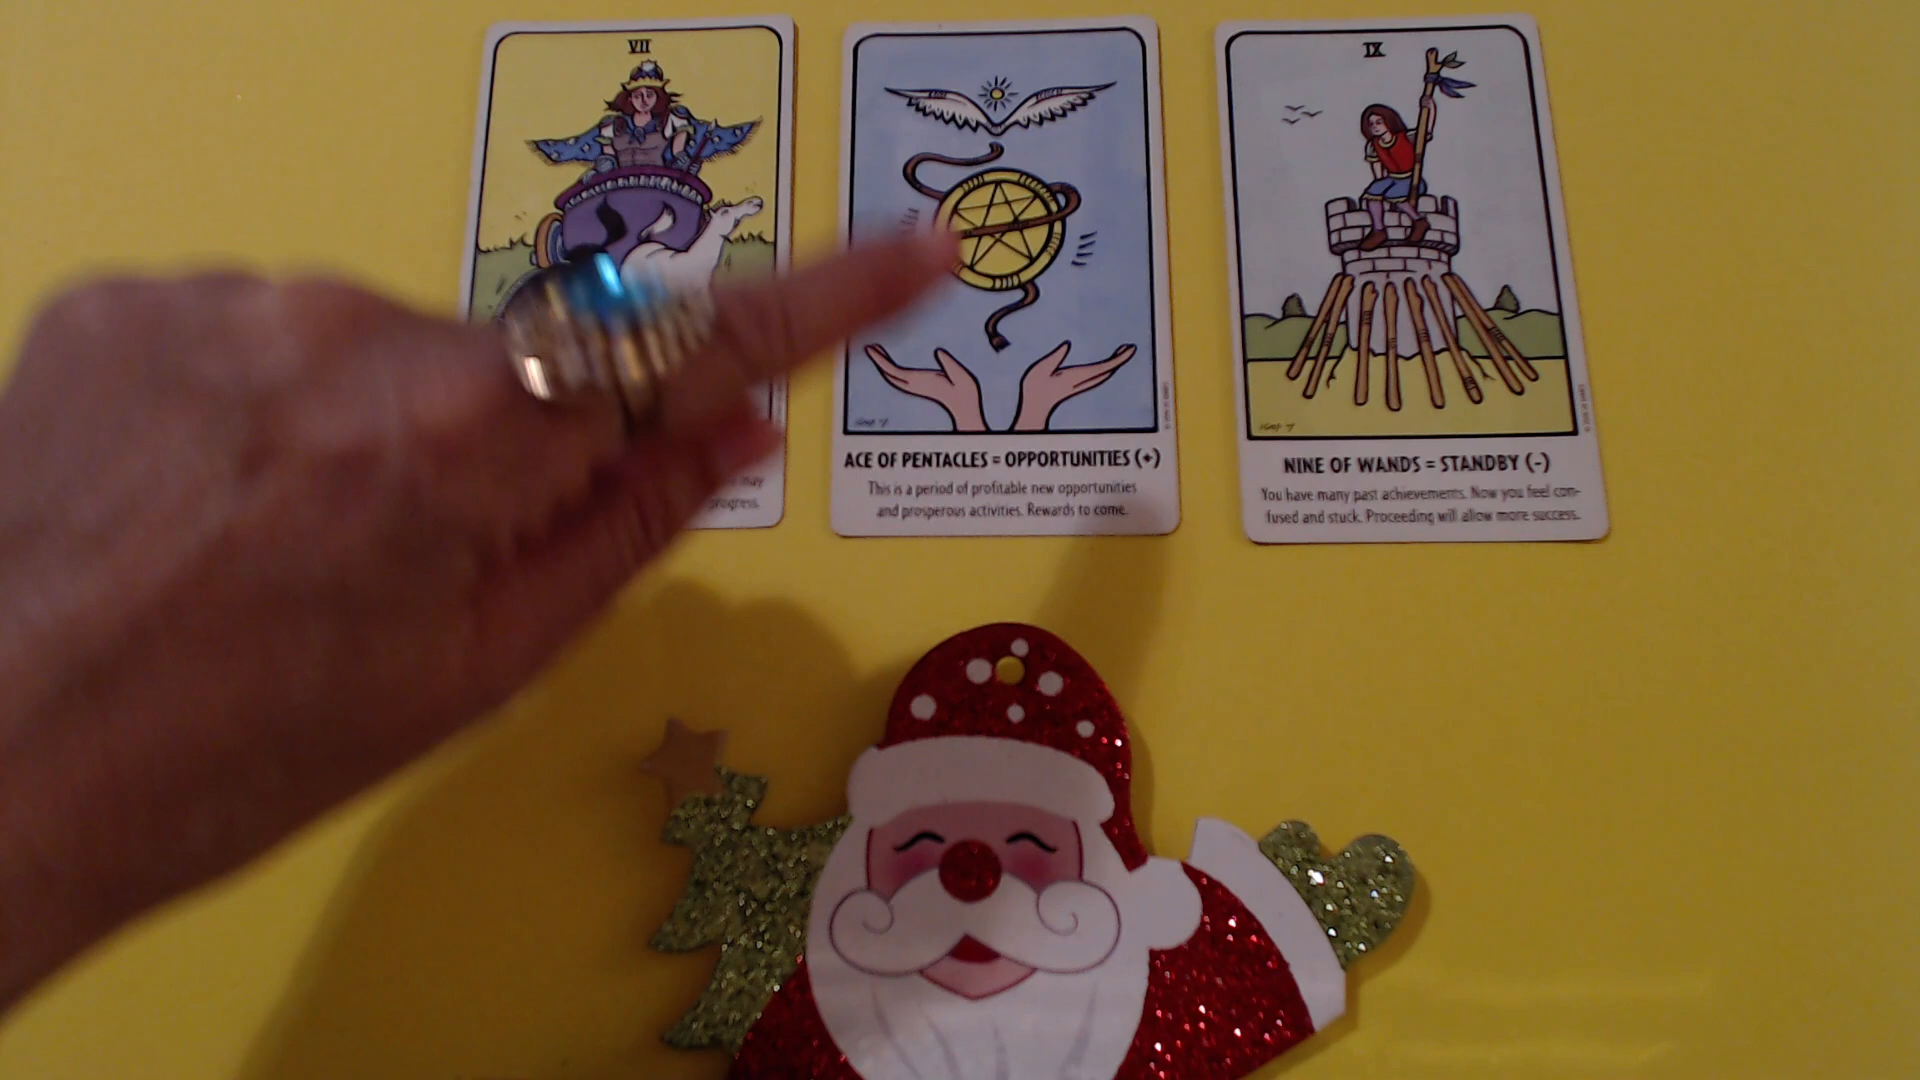 VII
may
progress.
ACE OF PENTACLES = OPPORTUNITIES (+)
This is a period of profitable new opportunities
and prosperous activities. Rewards to come.
IX
NINE OF WANDS = STANDBY (-)
You have many past achievements. Now you feel con-
fused and stuck. Proceeding will allow more success.